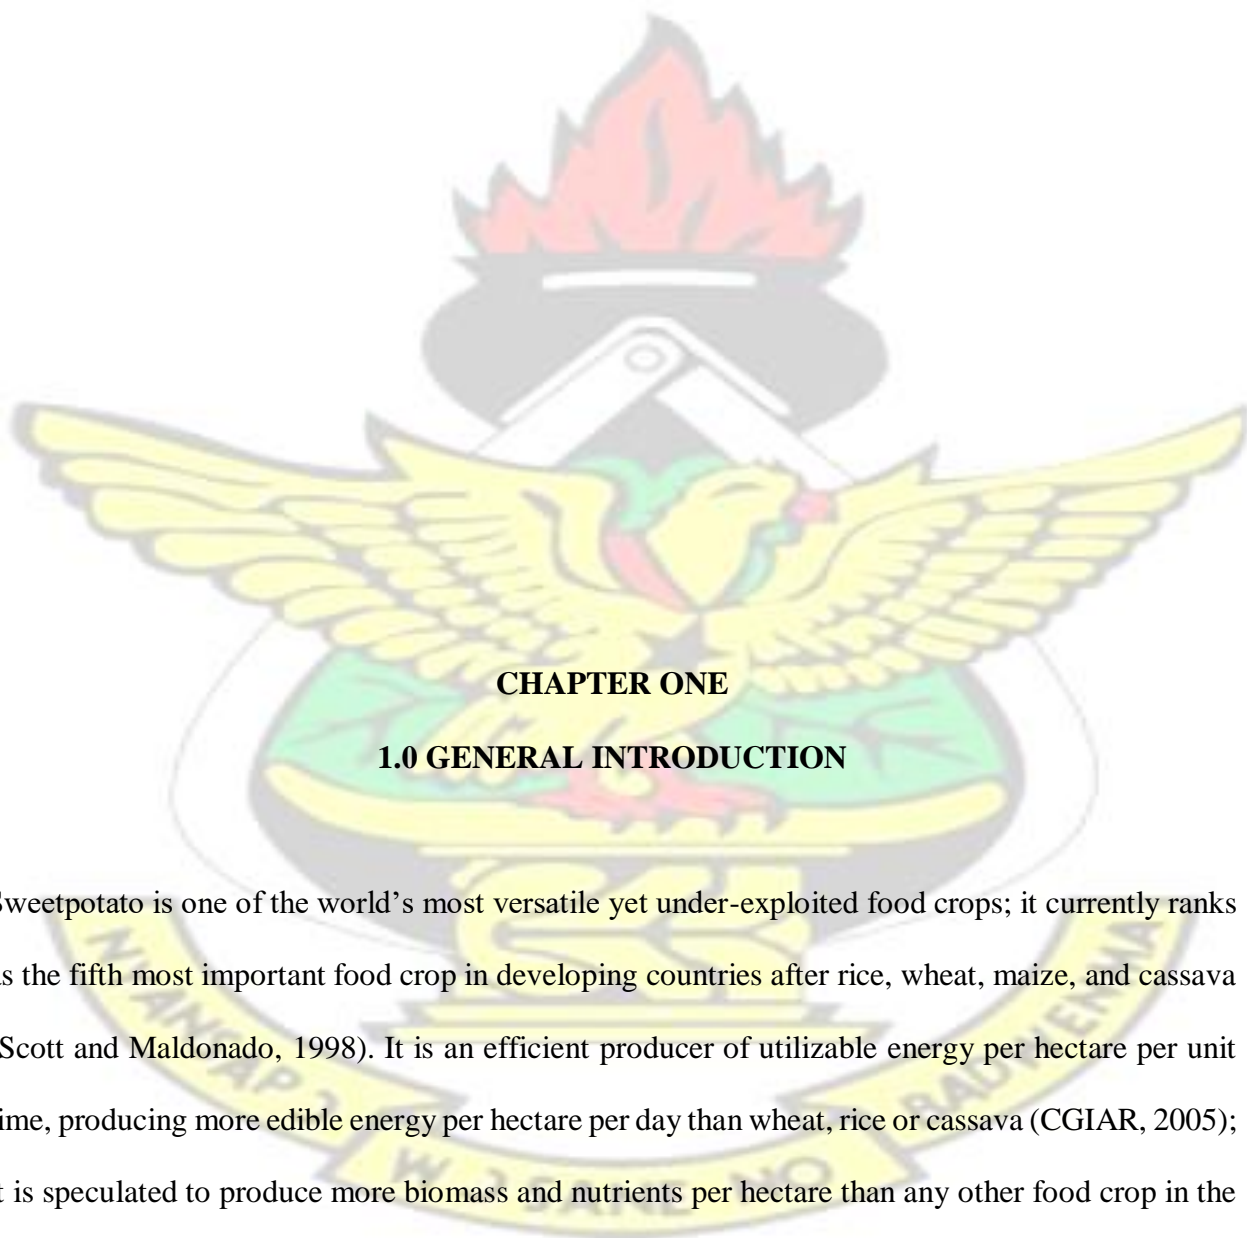 CHAPTER ONE
1.0 GENERAL INTRODUCTION
Sweetpotato is one of the world’s most versatile yet under-exploited food crops; it currently ranks
as the fifth most important food crop in developing countries after rice, wheat, maize, and cassava
(Scott and Maldonado, 1998). It is an efficient producer of utilizable energy per hectare per unit
time, producing more edible energy per hectare per day than wheat, rice or cassava (CGIAR, 2005);
it is speculated to produce more biomass and nutrients per hectare than any other food crop in the
NYANSAPƆ
WƆSANE NO
BADWENMA